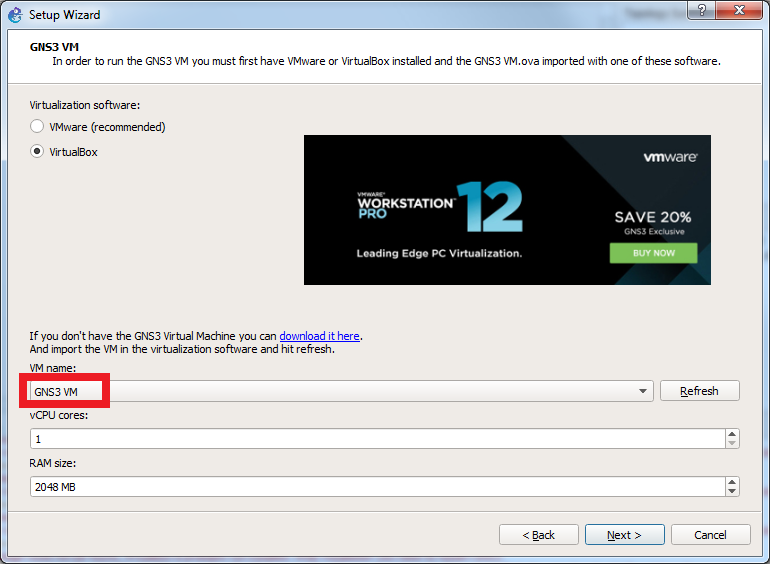 Setup Wizard
GNS3 VM
In order to run the GNS3 VM you must first have VMware or VirtualBox installed and the GNS3 VM.ova imported with one of these software.
Virtualization software:
VMware (recommended)
VirtualBox
vmware®
VMWARE®
WORKSTATION™
PRO
12
Leading Edge PC Virtualization.
SAVE 20%
GNS3 Exclusive
BUY NOW
If you don't have the GNS3 Virtual Machine you can download it here.
And import the VM in the virtualization software and hit refresh.
VM name:
GNS3 VM
Refresh
vCPU cores:
1
RAM size:
2048 MB
< Back
Next >
Cancel